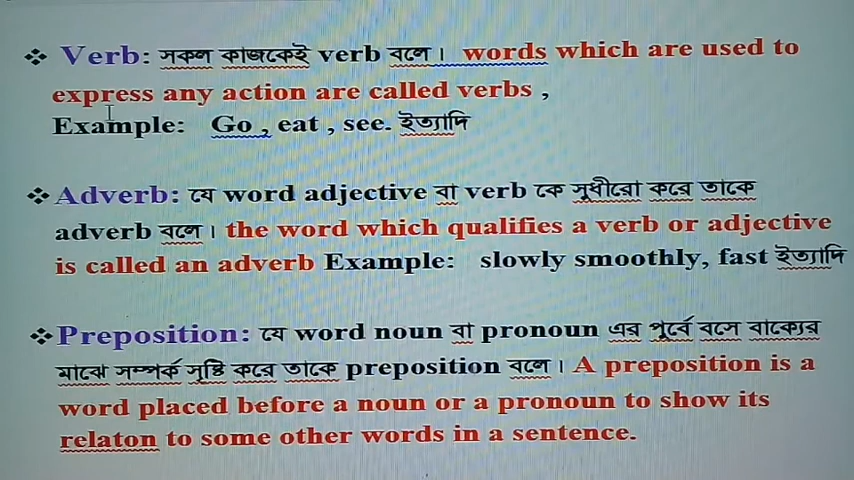 ❖ Verb: সকল কাজকেই verb বলে। words which are used to
express any action are called verbs ,
Example: Go , eat , see. ইত্যাদি
❖ Adverb: যে word adjective বা verb কে সুধীরো করে তাকে
adverb বলে। the word which qualifies a verb or adjective
is called an adverb Example: slowly smoothly, fast ইত্যাদি
❖ Preposition: যে word noun বা pronoun এর পূর্বে বসে বাক্যের
মাঝে সম্পর্ক সৃষ্টি করে তাকে preposition বলে। A preposition is a
word placed before a noun or a pronoun to show its
relaton to some other words in a sentence.